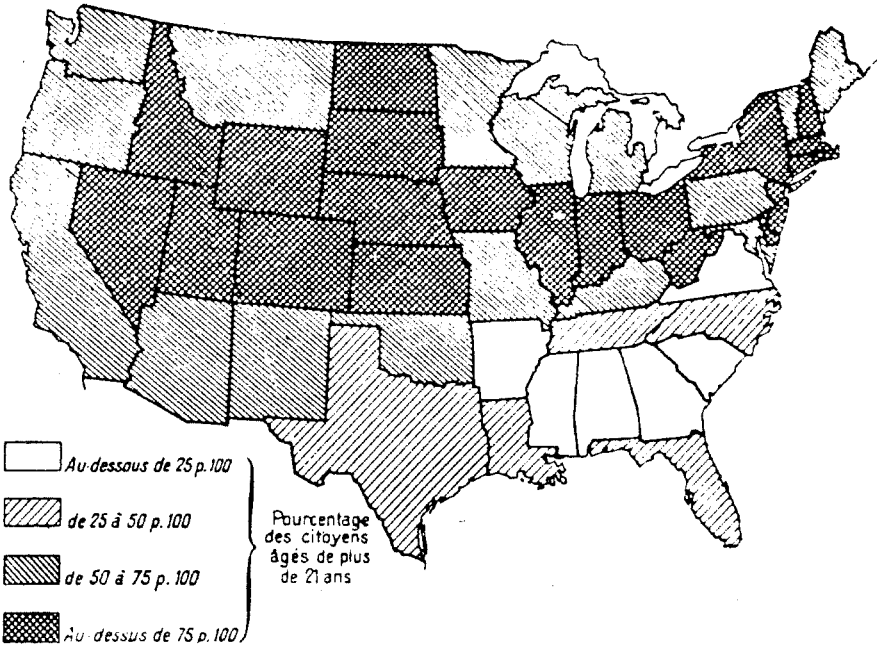 Au-dessous de 25 p.100
de 25 à 50 p.100
de 50 à 75 p.100
Au-dessus de 75 p.100
Pourcentage
des citoyens
âgés de plus
de 21 ans